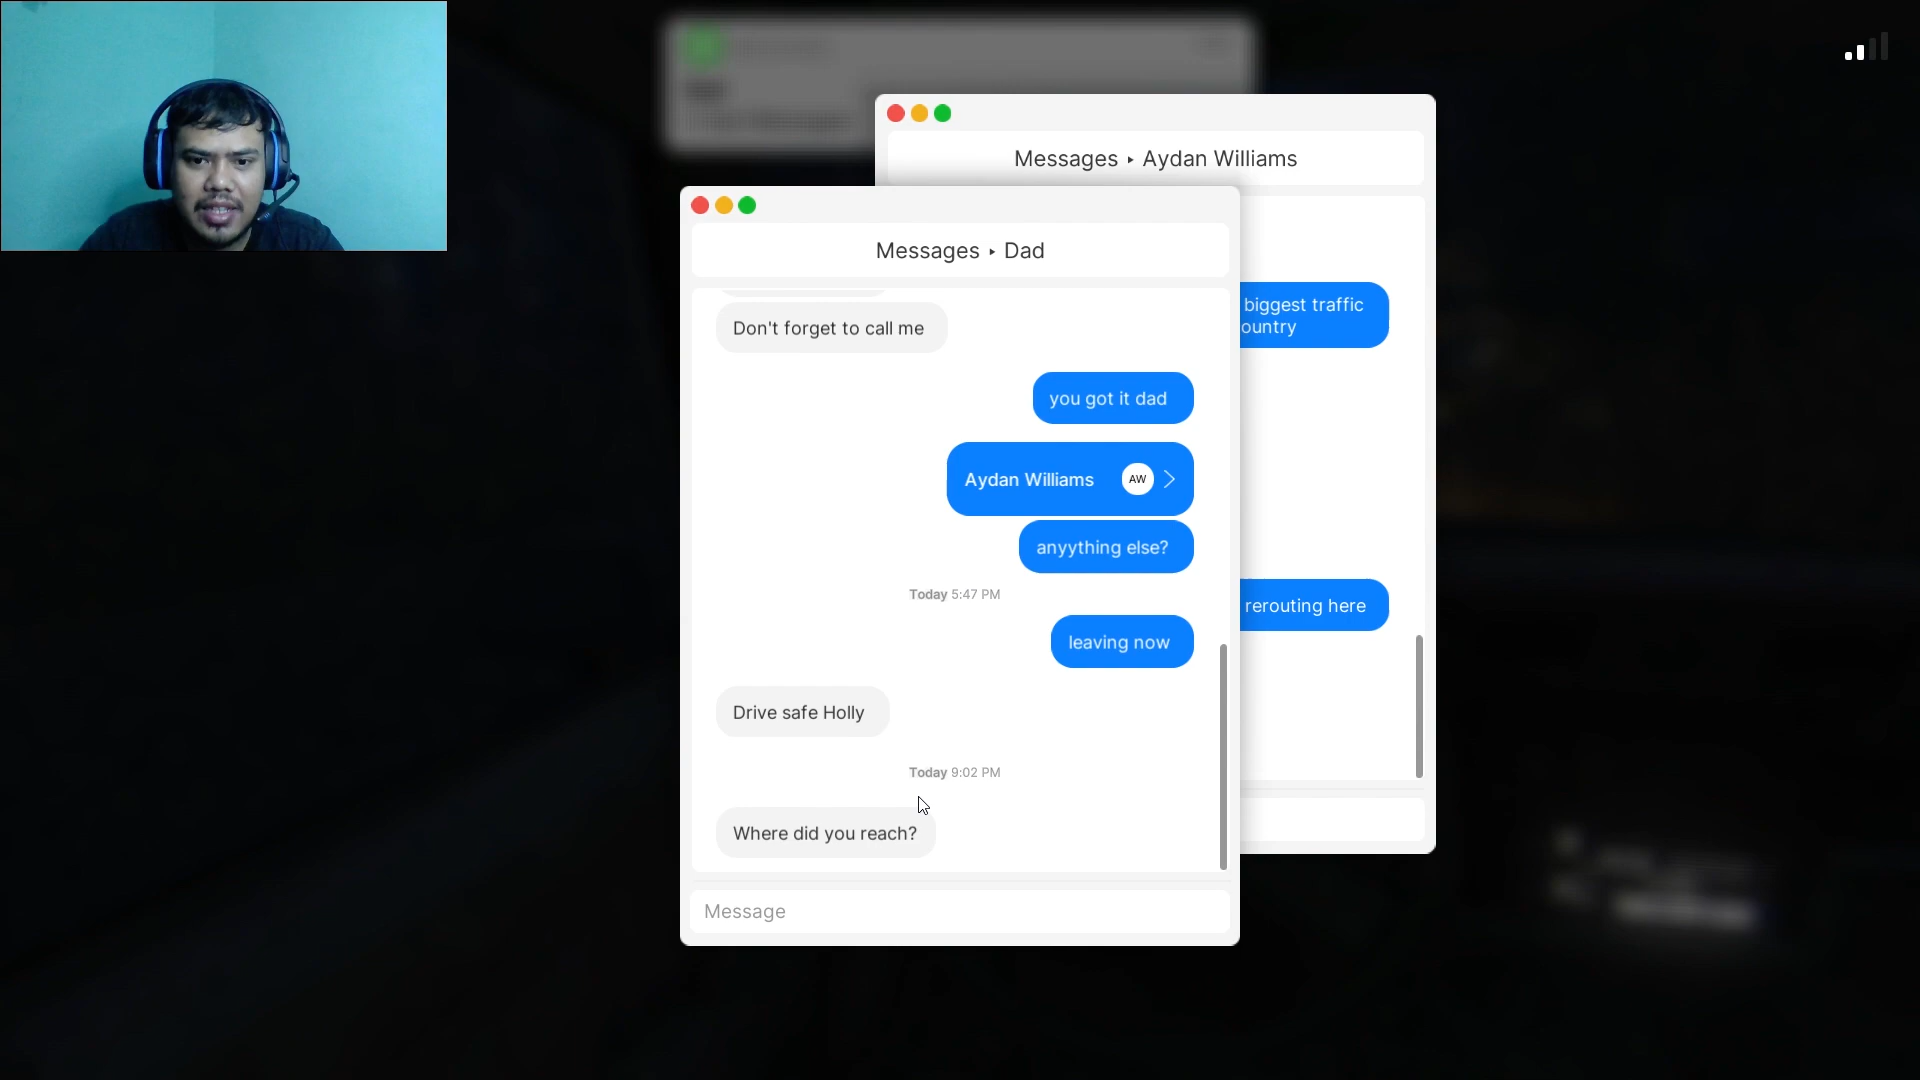 Messages ▸ Aydan Williams
biggest traffic
ountry
rerouting here
Messages ▸ Dad
Don't forget to call me
you got it dad
Aydan Williams AW
anyything else?
Today 5:47 PM
leaving now
Drive safe Holly
Today 9:02 PM
Where did you reach?
Message